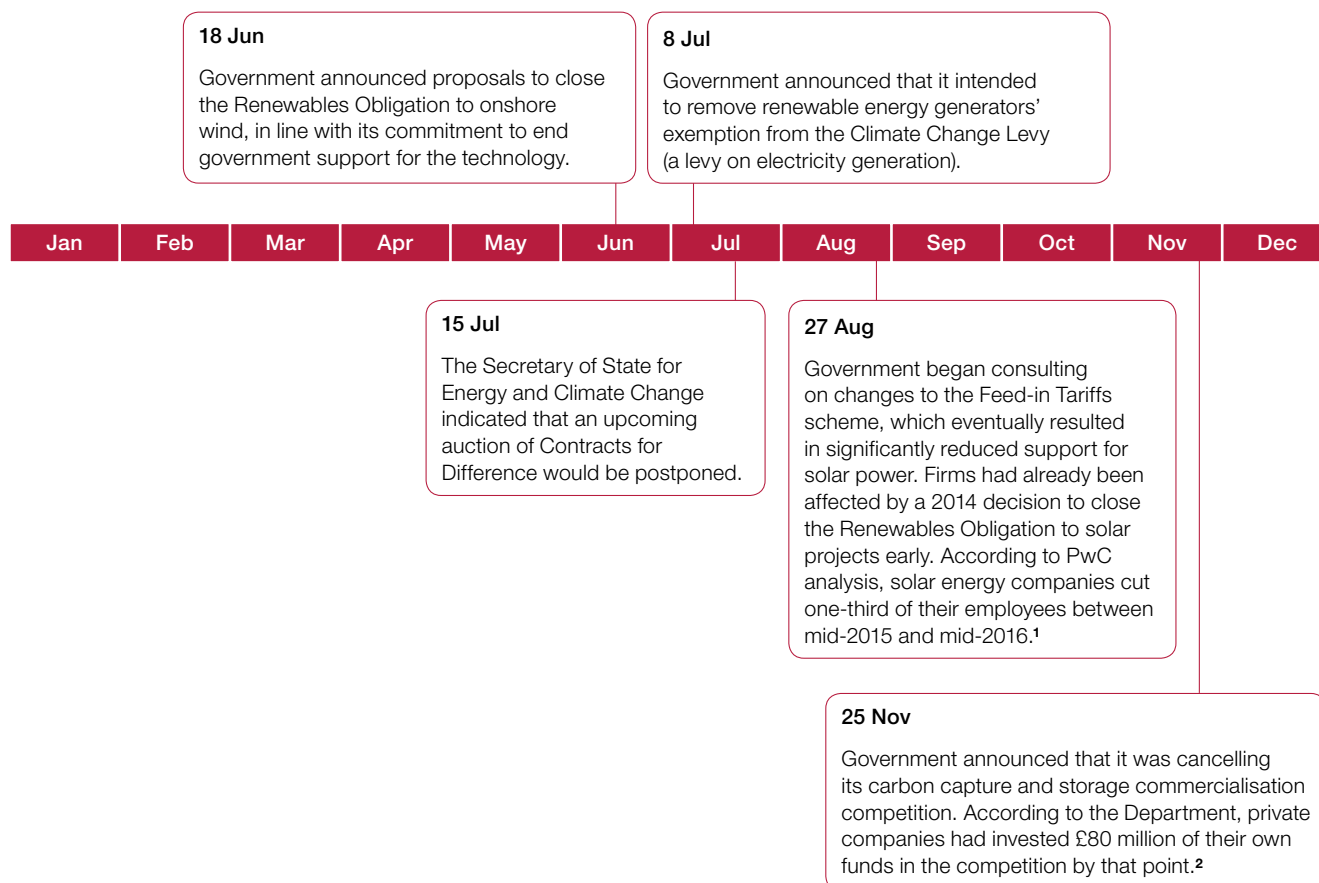 18 Jun
Government announced proposals to close
the Renewables Obligation to onshore
wind, in line with its commitment to end
government support for the technology.
8 Jul
Government announced that it intended
to remove renewable energy generators’
exemption from the Climate Change Levy
(a levy on electricity generation).
Jan Feb Mar Apr May Jun Jul Aug Sep Oct Nov Dec
15 Jul
The Secretary of State for
Energy and Climate Change
indicated that an upcoming
auction of Contracts for
Difference would be postponed.
27 Aug
Government began consulting
on changes to the Feed-in Tariffs
scheme, which eventually resulted
in significantly reduced support for
solar power. Firms had already been
affected by a 2014 decision to close
the Renewables Obligation to solar
projects early. According to PwC
analysis, solar energy companies cut
one-third of their employees between
mid-2015 and mid-2016.¹
25 Nov
Government announced that it was cancelling
its carbon capture and storage commercialisation
competition. According to the Department, private
companies had invested £80 million of their own
funds in the competition by that point.²